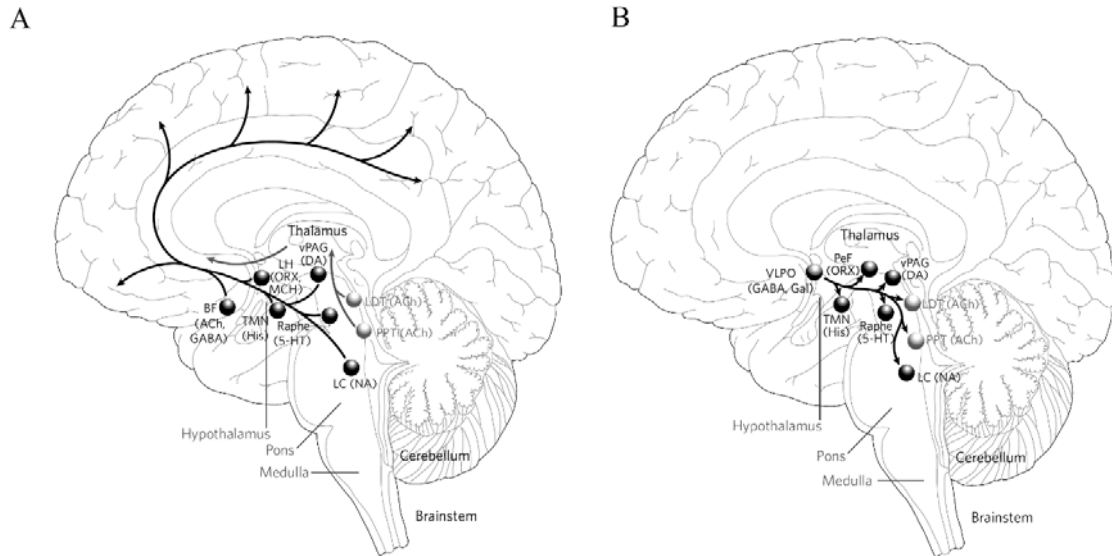 A
Thalamus
vPAG
(DA)
LH
(ORX,
MCH)
BF
(ACh,
GABA)
TMN
(His)
Raphe
(5-HT)
LDT (ACh)
PPT (ACh)
LC (NA)
Hypothalamus
Pons
Medulla
Cerebellum
Brainstem
B
Thalamus
PeF
(ORX)
vPAG
(DA)
VLPO
(GABA, Gal)
TMN
(His)
Raphe
(5-HT)
LDT (ACh)
PPT (ACh)
LC (NA)
Hypothalamus
Pons
Medulla
Cerebellum
Brainstem